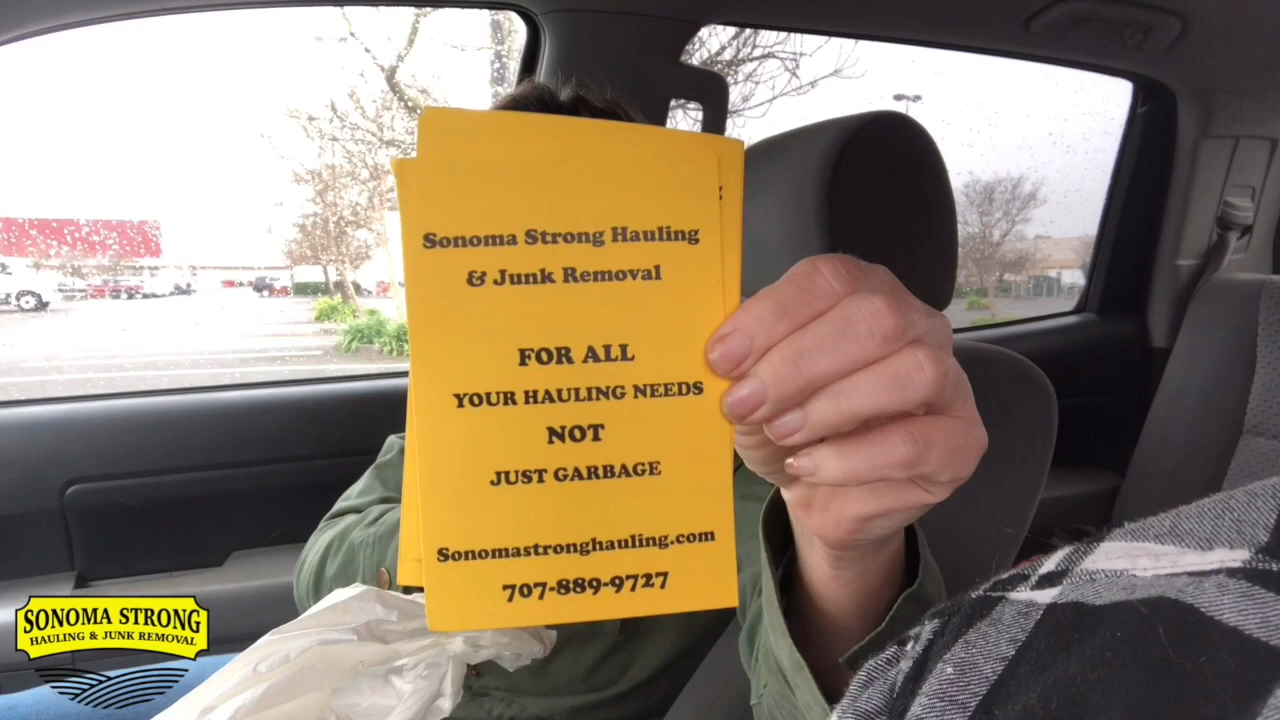 Sonoma Strong Hauling
& Junk Removal
FOR ALL
YOUR HAULING NEEDS
NOT
JUST GARBAGE
Sonomastronghauling.com
707-889-9727
SONOMA STRONG
HAULING & JUNK REMOVAL